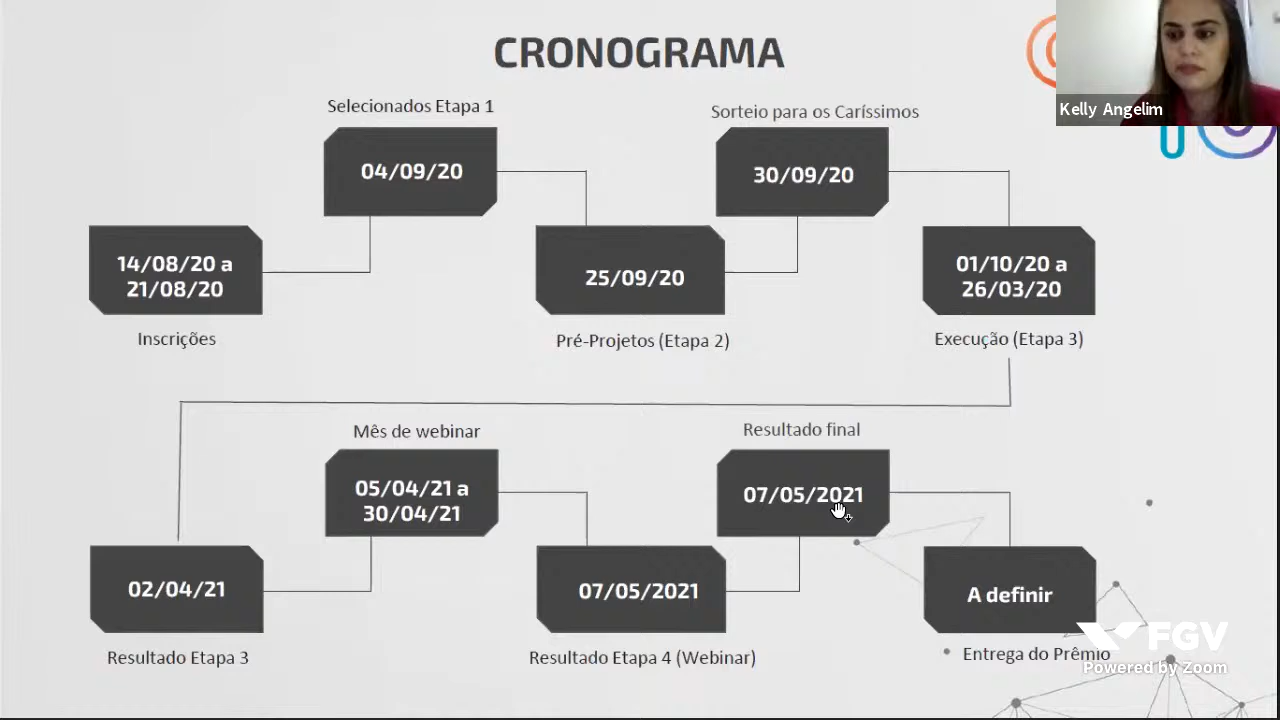 CRONOGRAMA
Kelly Angelim
Selecionados Etapa 1
04/09/20
Sorteio para os Caríssimos
30/09/20
14/08/20 a
21/08/20
Inscrições
25/09/20
Pré-Projetos (Etapa 2)
01/10/20 a
26/03/20
Execução (Etapa 3)
Mês de webinar
05/04/21 a
30/04/21
Resultado final
07/05/2021
02/04/21
Resultado Etapa 3
07/05/2021
Resultado Etapa 4 (Webinar)
A definir
Entrega do Prêmio
FGV
Powered by Zoom